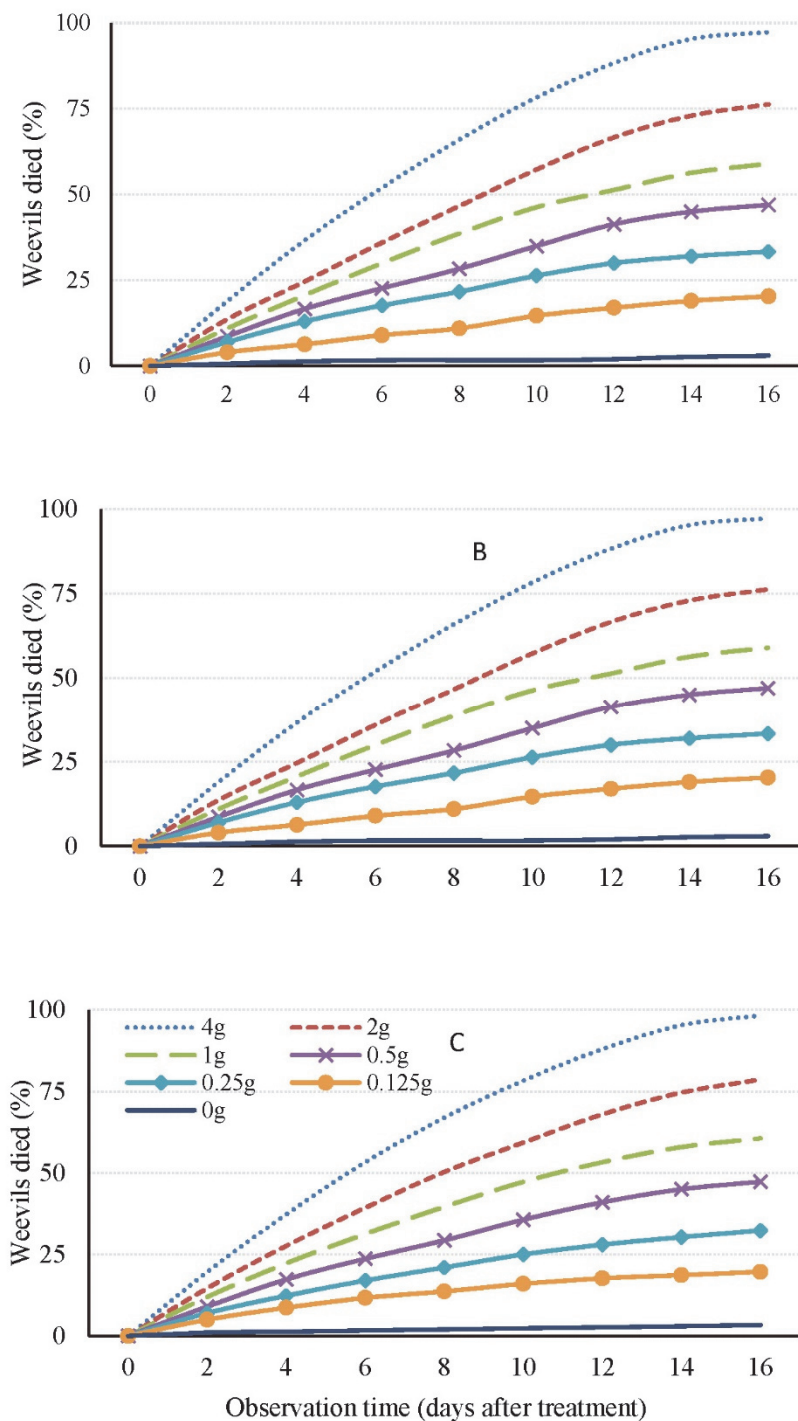 100
75
50
25
0
Weevils died (%)
0 2 4 6 8 10 12 14 16
100
75
50
25
0
Weevils died (%)
B
0 2 4 6 8 10 12 14 16
100
75
50
25
0
Weevils died (%)
4g 2g
C
1g 0.5g
0.25g 0.125g
0g
0 2 4 6 8 10 12 14 16
Observation time (days after treatment)